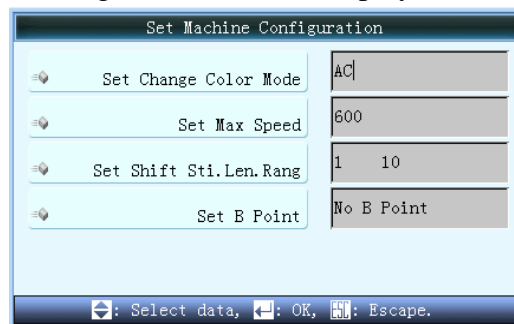 Set Machine Configuration
Set Change Color Mode AC
Set Max Speed 600
Set Shift Sti.Len.Rang 1 10
Set B Point No B Point
: Select data, : OK, ESC: Escape.